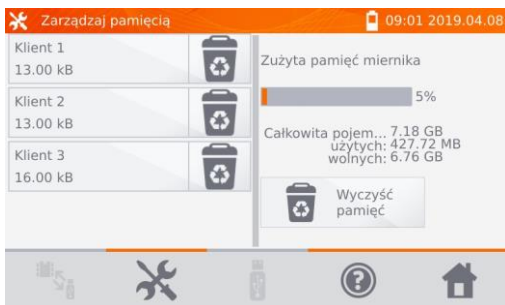 Zarządzaj pamięcią
09:01 2019.04.08
Klient 1
13.00 kB
Klient 2
13.00 kB
Klient 3
16.00 kB
Zużyta pamięć miernika
5%
Całkowita pojem... 7.18 GB
użytych: 427.72 MB
wolnych: 6.76 GB
Wyczyść
pamięć
?